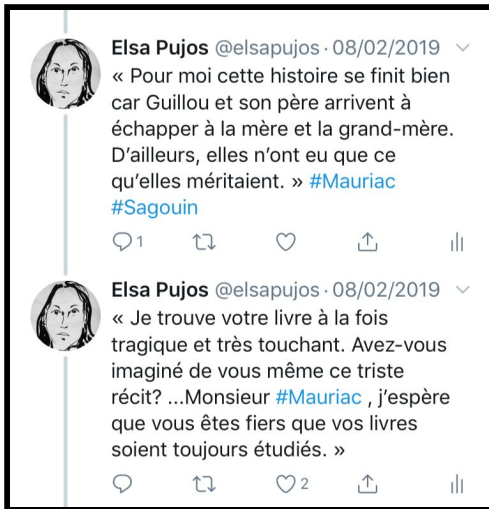 Elsa Pujos @elsapujos · 08/02/2019
« Pour moi cette histoire se finit bien
car Guillou et son père arrivent à
échapper à la mère et la grand-mère.
D’ailleurs, elles n’ont eu que ce
qu’elles méritaient. » #Mauriac
#Sagouin
1
Elsa Pujos @elsapujos · 08/02/2019
« Je trouve votre livre à la fois
tragique et très touchant. Avez-vous
imaginé de vous même ce triste
récit? ...Monsieur #Mauriac , j’espère
que vous êtes fiers que vos livres
soient toujours étudiés. »
2